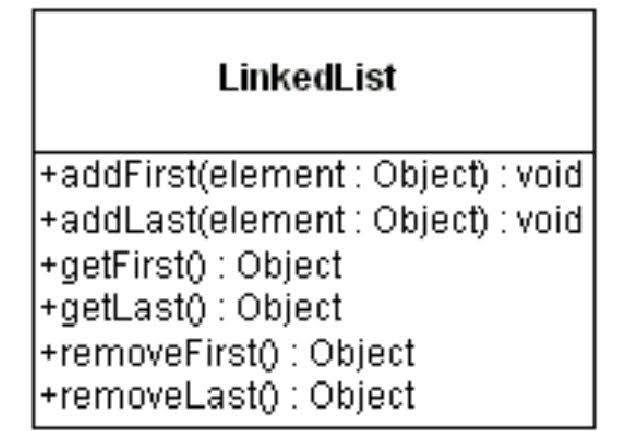 LinkedList
+addFirst(element : Object) : void
+addLast(element : Object) : void
+getFirst() : Object
+getLast() : Object
+removeFirst() : Object
+removeLast() : Object